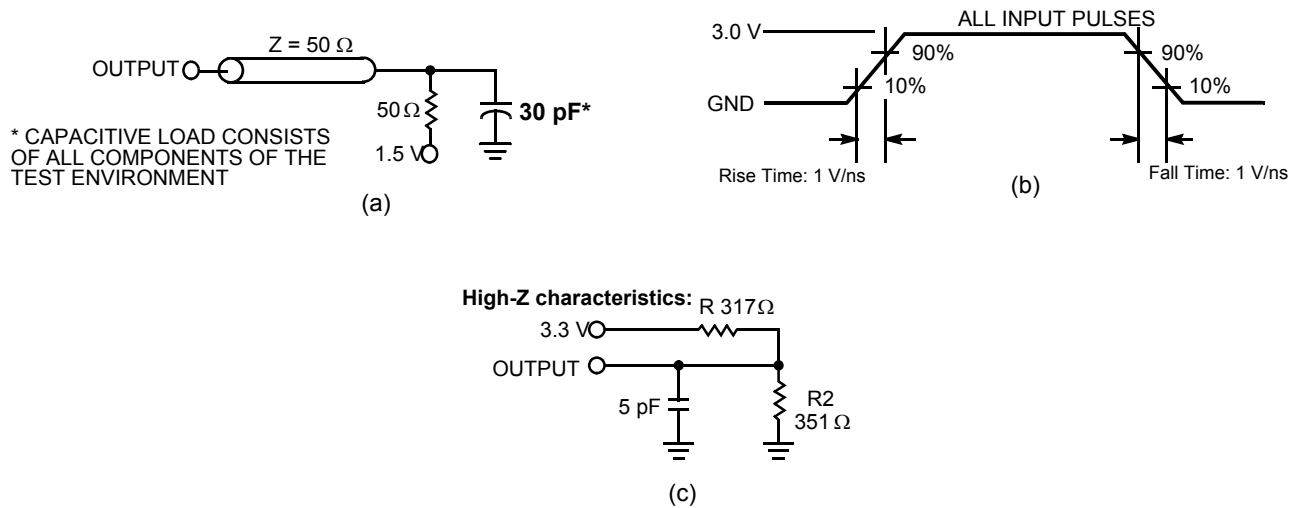 Z = 50 Ω
OUTPUT
50Ω
30 pF*
1.5 V
* CAPACITIVE LOAD CONSISTS
OF ALL COMPONENTS OF THE
TEST ENVIRONMENT
(a)
ALL INPUT PULSES
3.0 V
90%
90%
10%
10%
GND
Rise Time: 1 V/ns
Fall Time: 1 V/ns
(b)
High-Z characteristics:
R 317Ω
3.3 V
OUTPUT
5 pF
R2
351 Ω
(c)